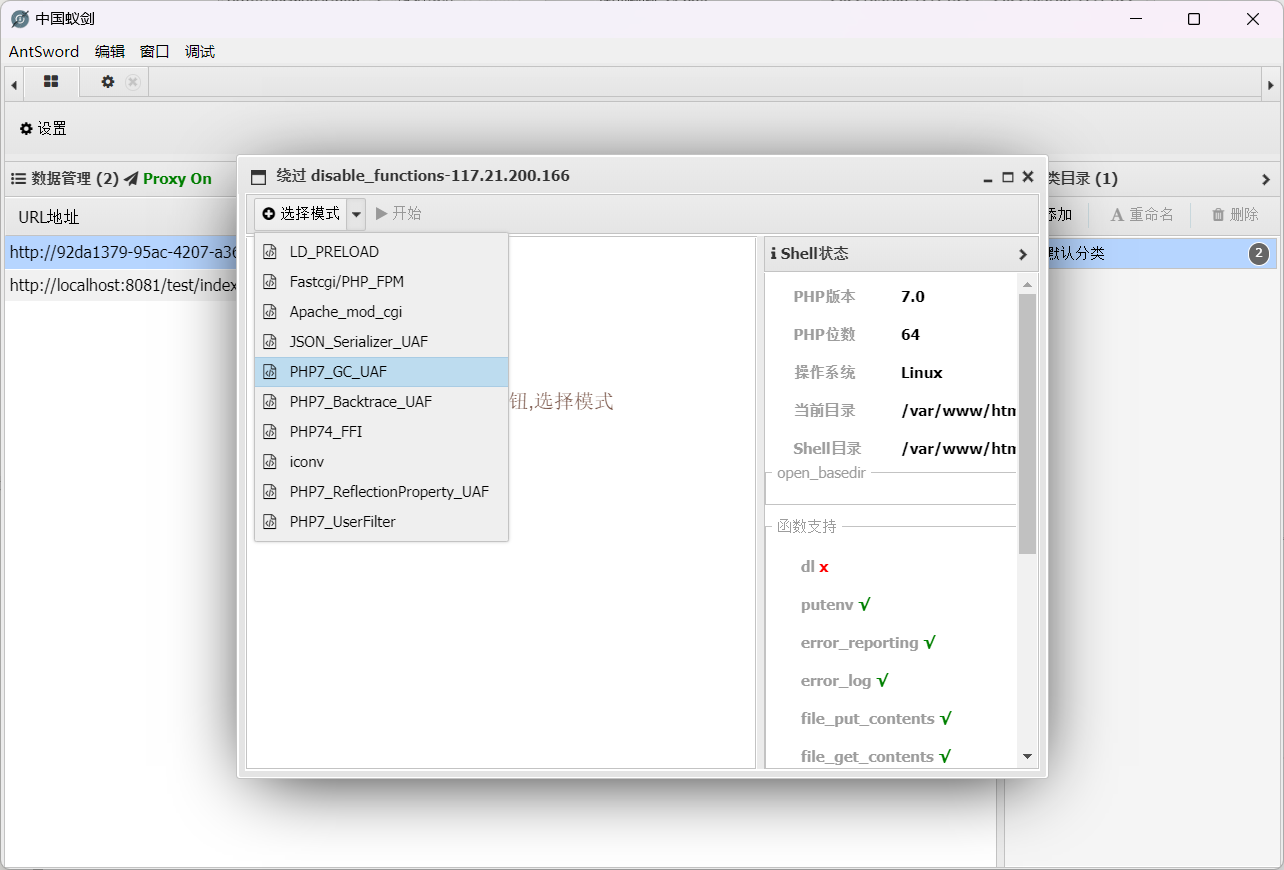 中国蚁剑
AntSword 编辑 窗口 调试
设置
数据管理 (2) Proxy On
URL地址
http://92da1379-95ac-4207-a36
http://localhost:8081/test/index
绕过 disable_functions-117.21.200.166
选择模式 开始
LD_PRELOAD
Fastcgi/PHP_FPM
Apache_mod_cgi
JSON_Serializer_UAF
PHP7_GC_UAF
PHP7_Backtrace_UAF
PHP74_FFI
iconv
PHP7_ReflectionProperty_UAF
PHP7_UserFilter
钮,选择模式
Shell状态
PHP版本 7.0
PHP位数 64
操作系统 Linux
当前目录 /var/www/htm
Shell目录 /var/www/htm
open_basedir
函数支持
dl x
putenv √
error_reporting √
error_log √
file_put_contents √
file_get_contents √
类目录 (1)
添加 重命名 删除
默认分类 2